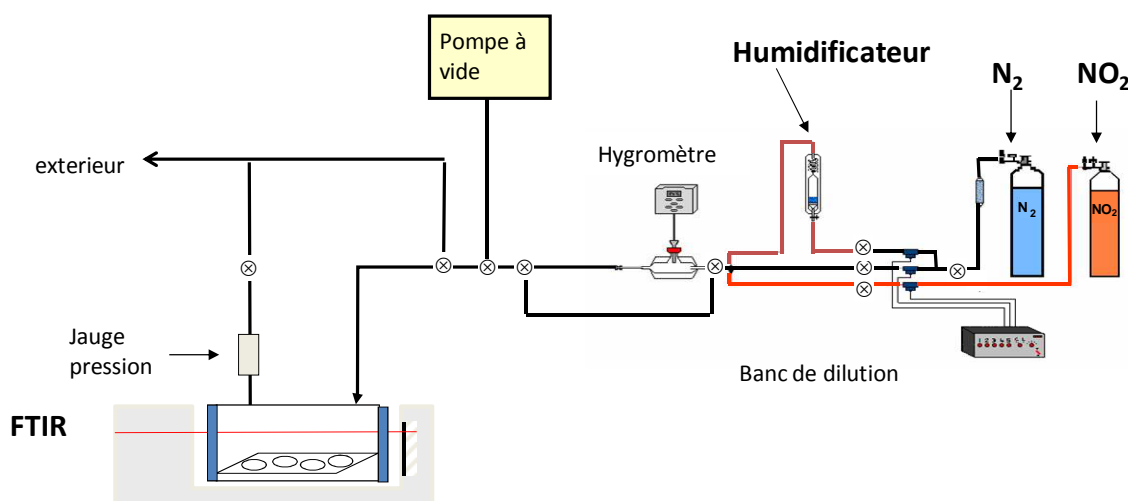 Pompe à
vide
Humidificateur
N₂
NO₂
exterieur
Hygromètre
N₂
NO₂
Jauge
pression
Banc de dilution
FTIR